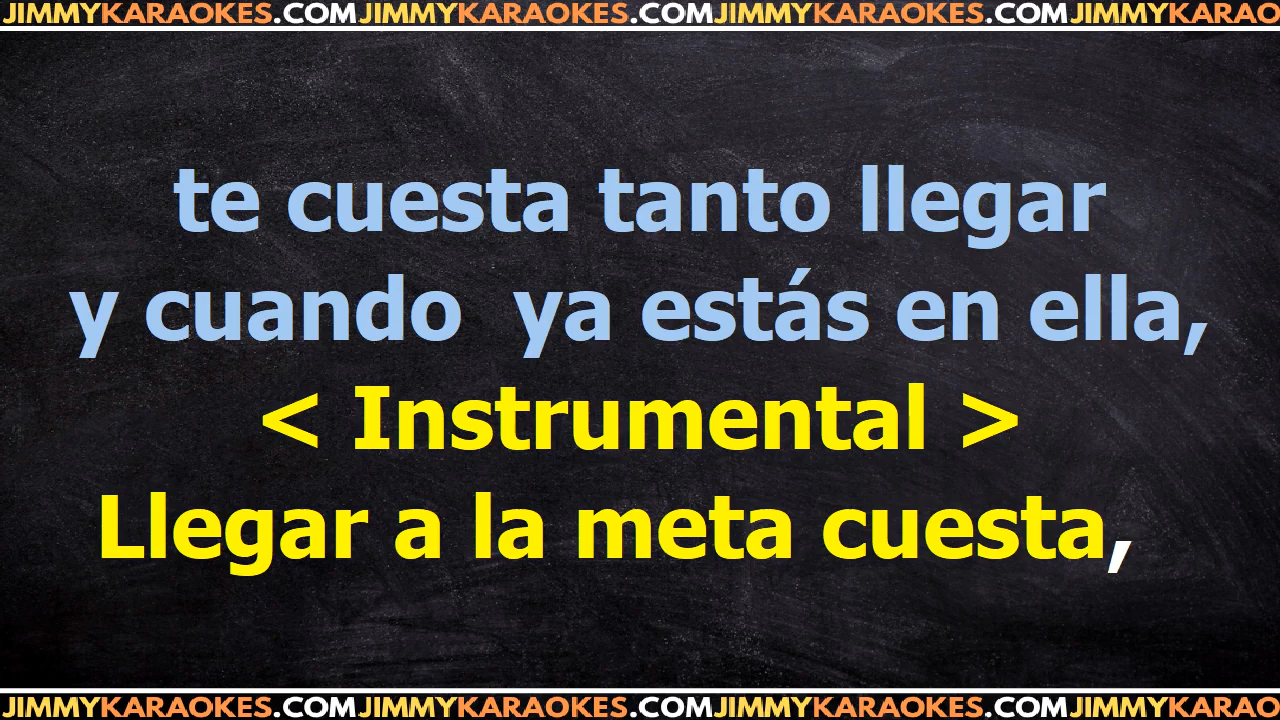 JIMMYKARAOKES.COMJIMMYKARAOKES.COMJIMMYKARAOKES.COMJIMMYKARAO
te cuesta tanto llegar
y cuando  ya estás en ella,
< Instrumental >
Llegar a la meta cuesta,
JIMMYKARAOKES.COMJIMMYKARAOKES.COMJIMMYKARAOKES.COMJIMMYKARAO